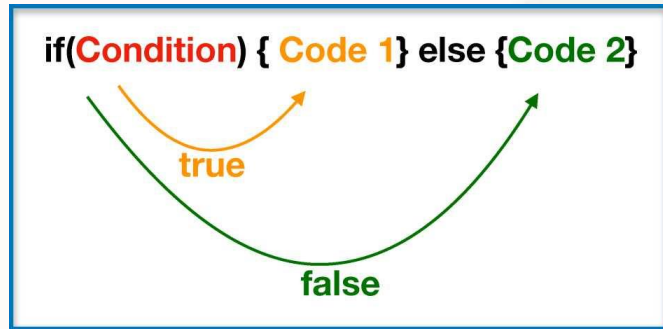 if(Condition) { Code 1} else {Code 2}
true
false